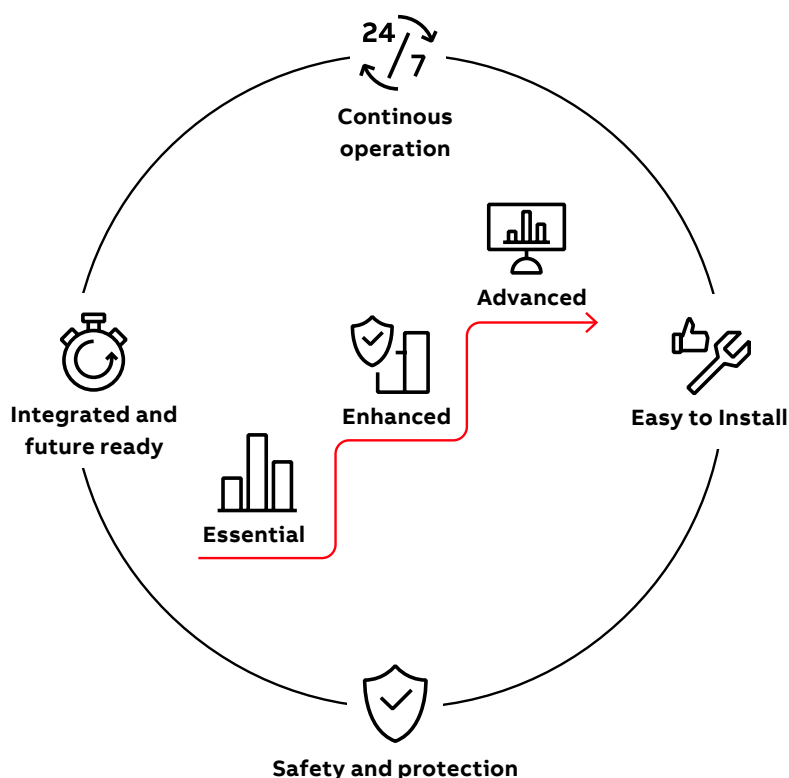 24
7
Continous
operation
Advanced
Enhanced
Integrated and
future ready
Easy to Install
Essential
Safety and protection